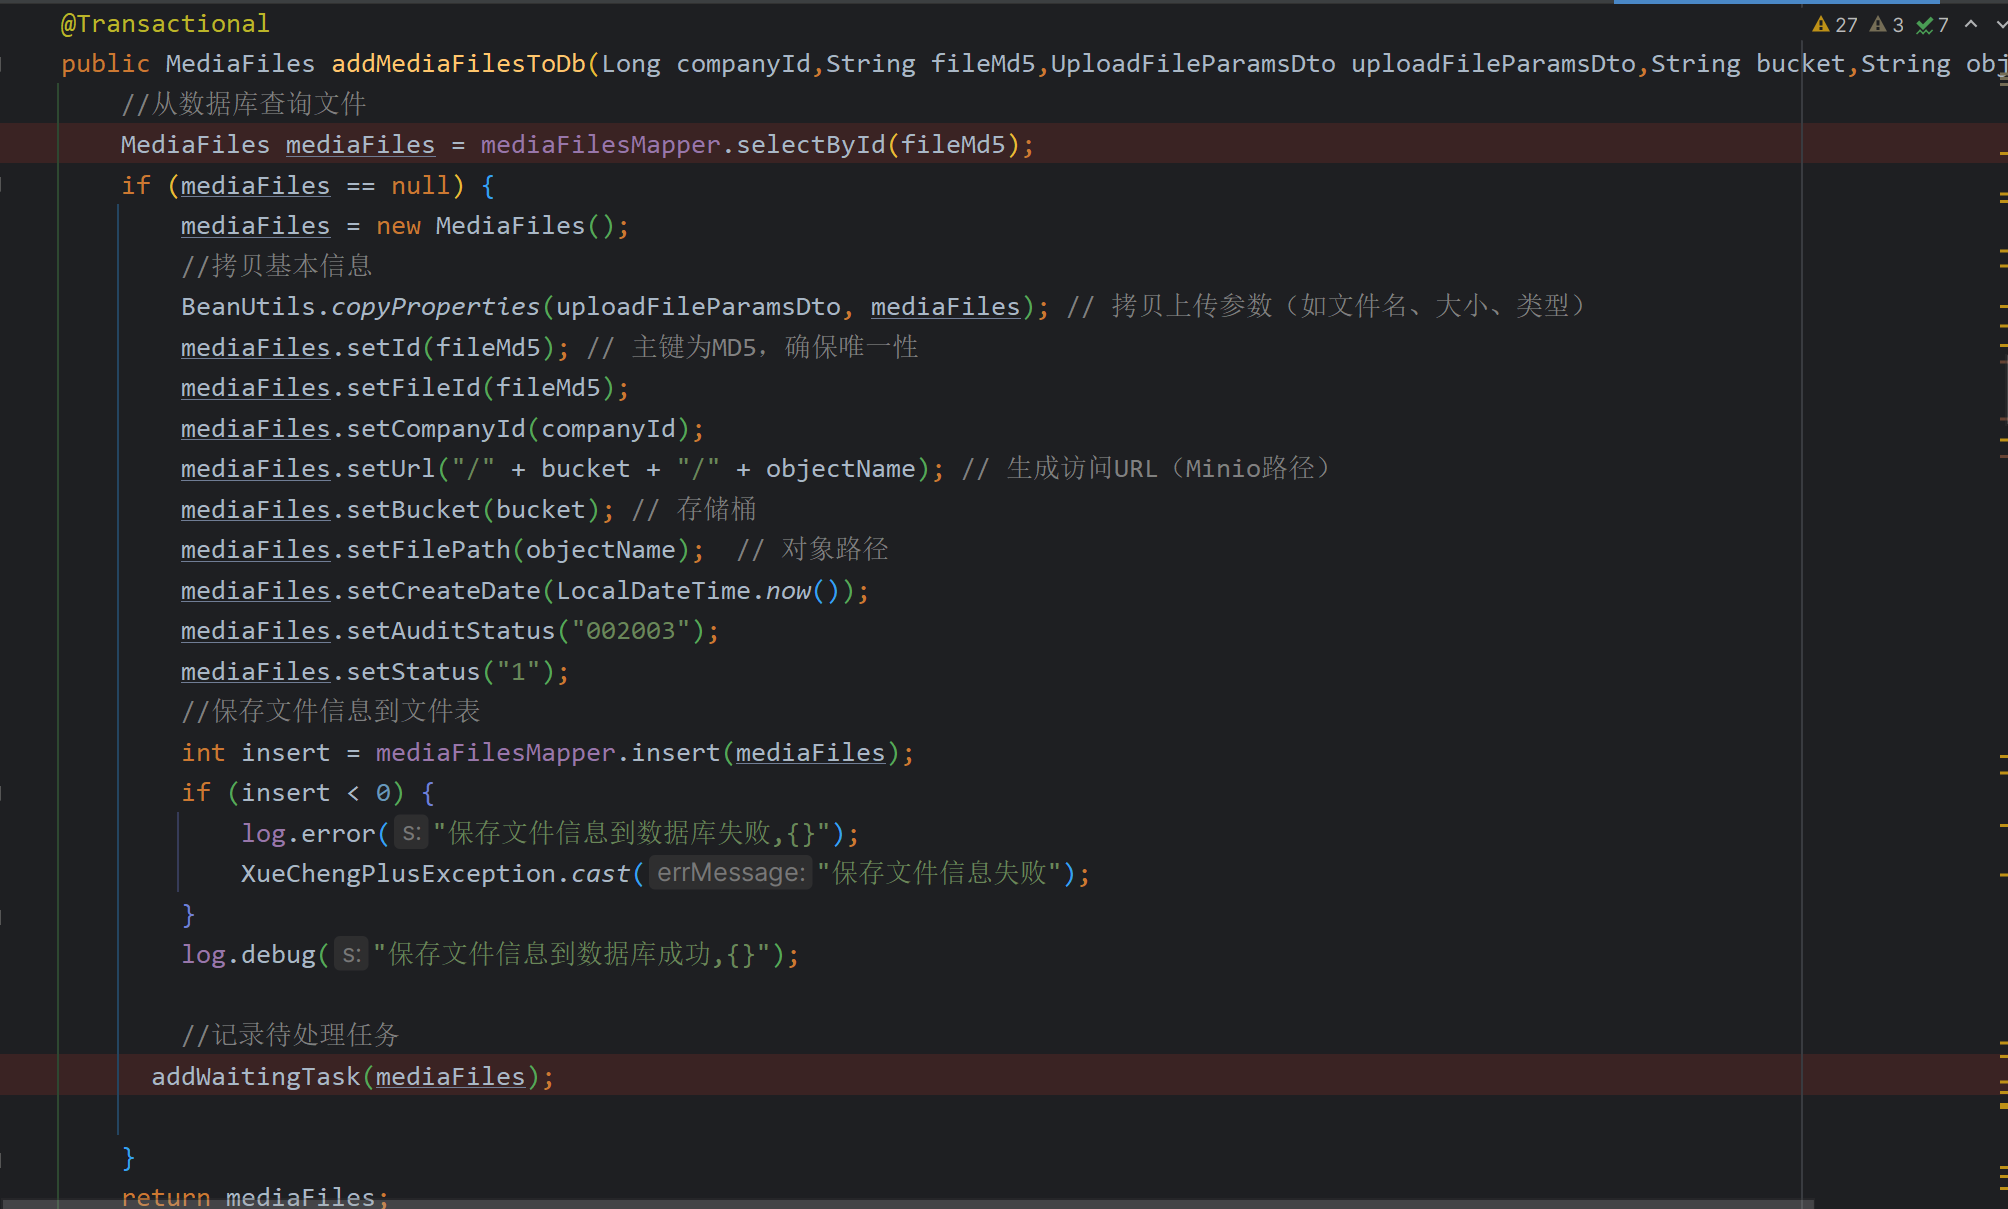 @Transactional
27 3 7
public MediaFiles addMediaFilesToDb(Long companyId,String fileMd5,UploadFileParamsDto uploadFileParamsDto,String bucket,String obj
//从数据库查询文件
MediaFiles mediaFiles = mediaFilesMapper.selectById(fileMd5);
if (mediaFiles == null) {
mediaFiles = new MediaFiles();
//拷贝基本信息
BeanUtils.copyProperties(uploadFileParamsDto, mediaFiles); // 拷贝上传参数（如文件名、大小、类型）
mediaFiles.setId(fileMd5); // 主键为MD5，确保唯一性
mediaFiles.setFileId(fileMd5);
mediaFiles.setCompanyId(companyId);
mediaFiles.setUrl("/" + bucket + "/" + objectName); // 生成访问URL（Minio路径）
mediaFiles.setBucket(bucket); // 存储桶
mediaFiles.setFilePath(objectName);  // 对象路径
mediaFiles.setCreateDate(LocalDateTime.now());
mediaFiles.setAuditStatus("002003");
mediaFiles.setStatus("1");
//保存文件信息到文件表
int insert = mediaFilesMapper.insert(mediaFiles);
if (insert < 0) {
log.error( s: "保存文件信息到数据库失败,{}");
XueChengPlusException.cast( errMessage: "保存文件信息失败");
}
log.debug( s: "保存文件信息到数据库成功,{}");
//记录待处理任务
addWaitingTask(mediaFiles);
}
return mediaFiles;